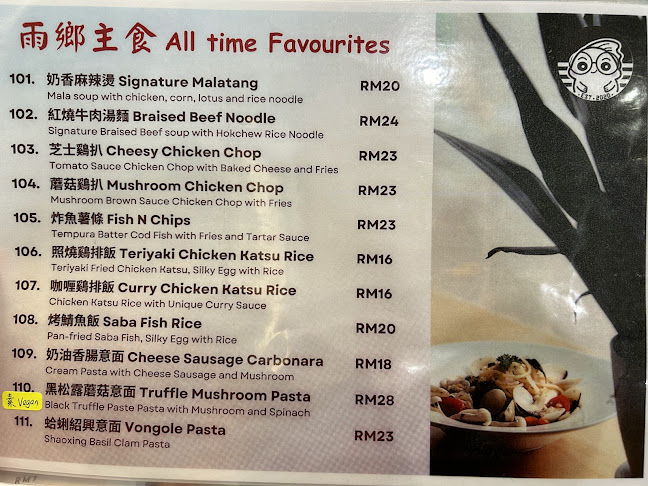 雨鄉主食 All time Favourites
101. 奶香麻辣燙 Signature Malatang RM20
Mala soup with chicken, corn, lotus and rice noodle
102. 紅燒牛肉湯麵 Braised Beef Noodle RM24
Signature Braised Beef soup with Hokchew Rice Noodle
103. 芝士鷄扒 Cheesy Chicken Chop RM23
Tomato Sauce Chicken Chop with Baked Cheese and Fries
104. 蘑菇鷄扒 Mushroom Chicken Chop RM23
Mushroom Brown Sauce Chicken Chop with Fries
105. 炸魚薯條 Fish N Chips RM23
Tempura Batter Cod Fish with Fries and Tartar Sauce
106. 照燒鷄排飯 Teriyaki Chicken Katsu Rice RM16
Teriyaki Fried Chicken Katsu, Silky Egg with Rice
107. 咖喱鷄排飯 Curry Chicken Katsu Rice RM16
Chicken Katsu Rice with Unique Curry Sauce
108. 烤鯖魚飯 Saba Fish Rice RM20
Pan-fried Saba Fish, Silky Egg with Rice
109. 奶油香腸意面 Cheese Sausage Carbonara RM18
Cream Pasta with Cheese Sausage and Mushroom
110. 黑松露蘑菇意面 Truffle Mushroom Pasta RM28
素 Vegan
Black Truffle Paste Pasta with Mushroom and Spinach
111. 蛤蜊紹興意面 Vongole Pasta RM23
Shaoxing Basil Clam Pasta
EST. 2020